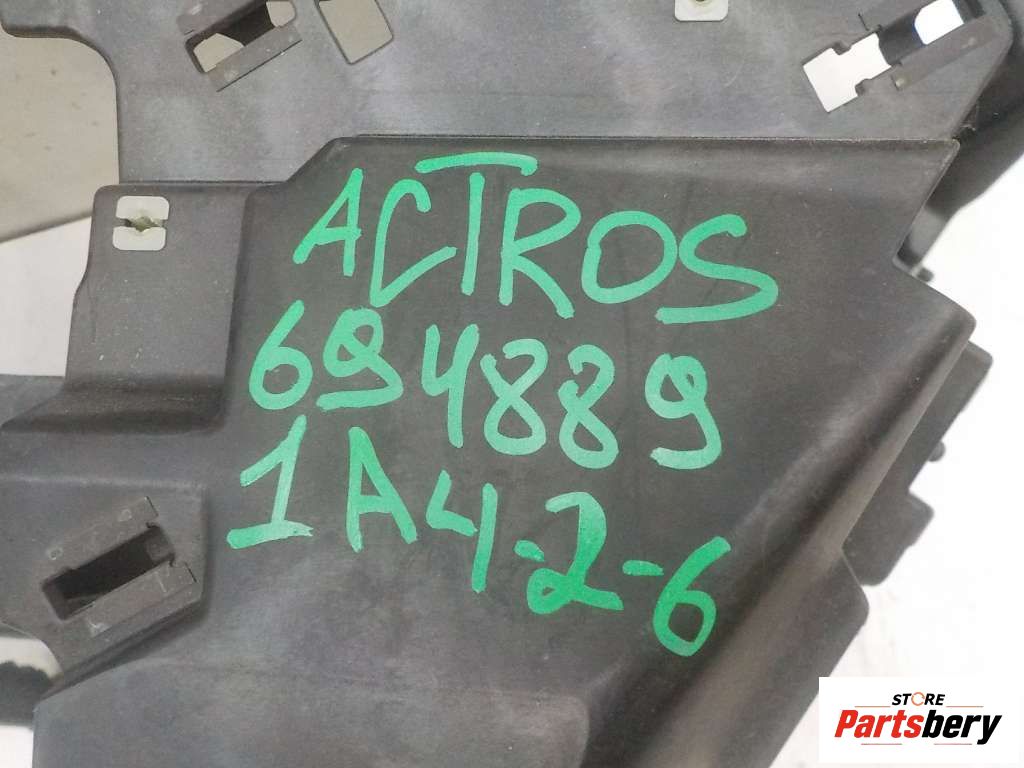 ACTROS
694889
1A4-2-6
STORE
Partsbery